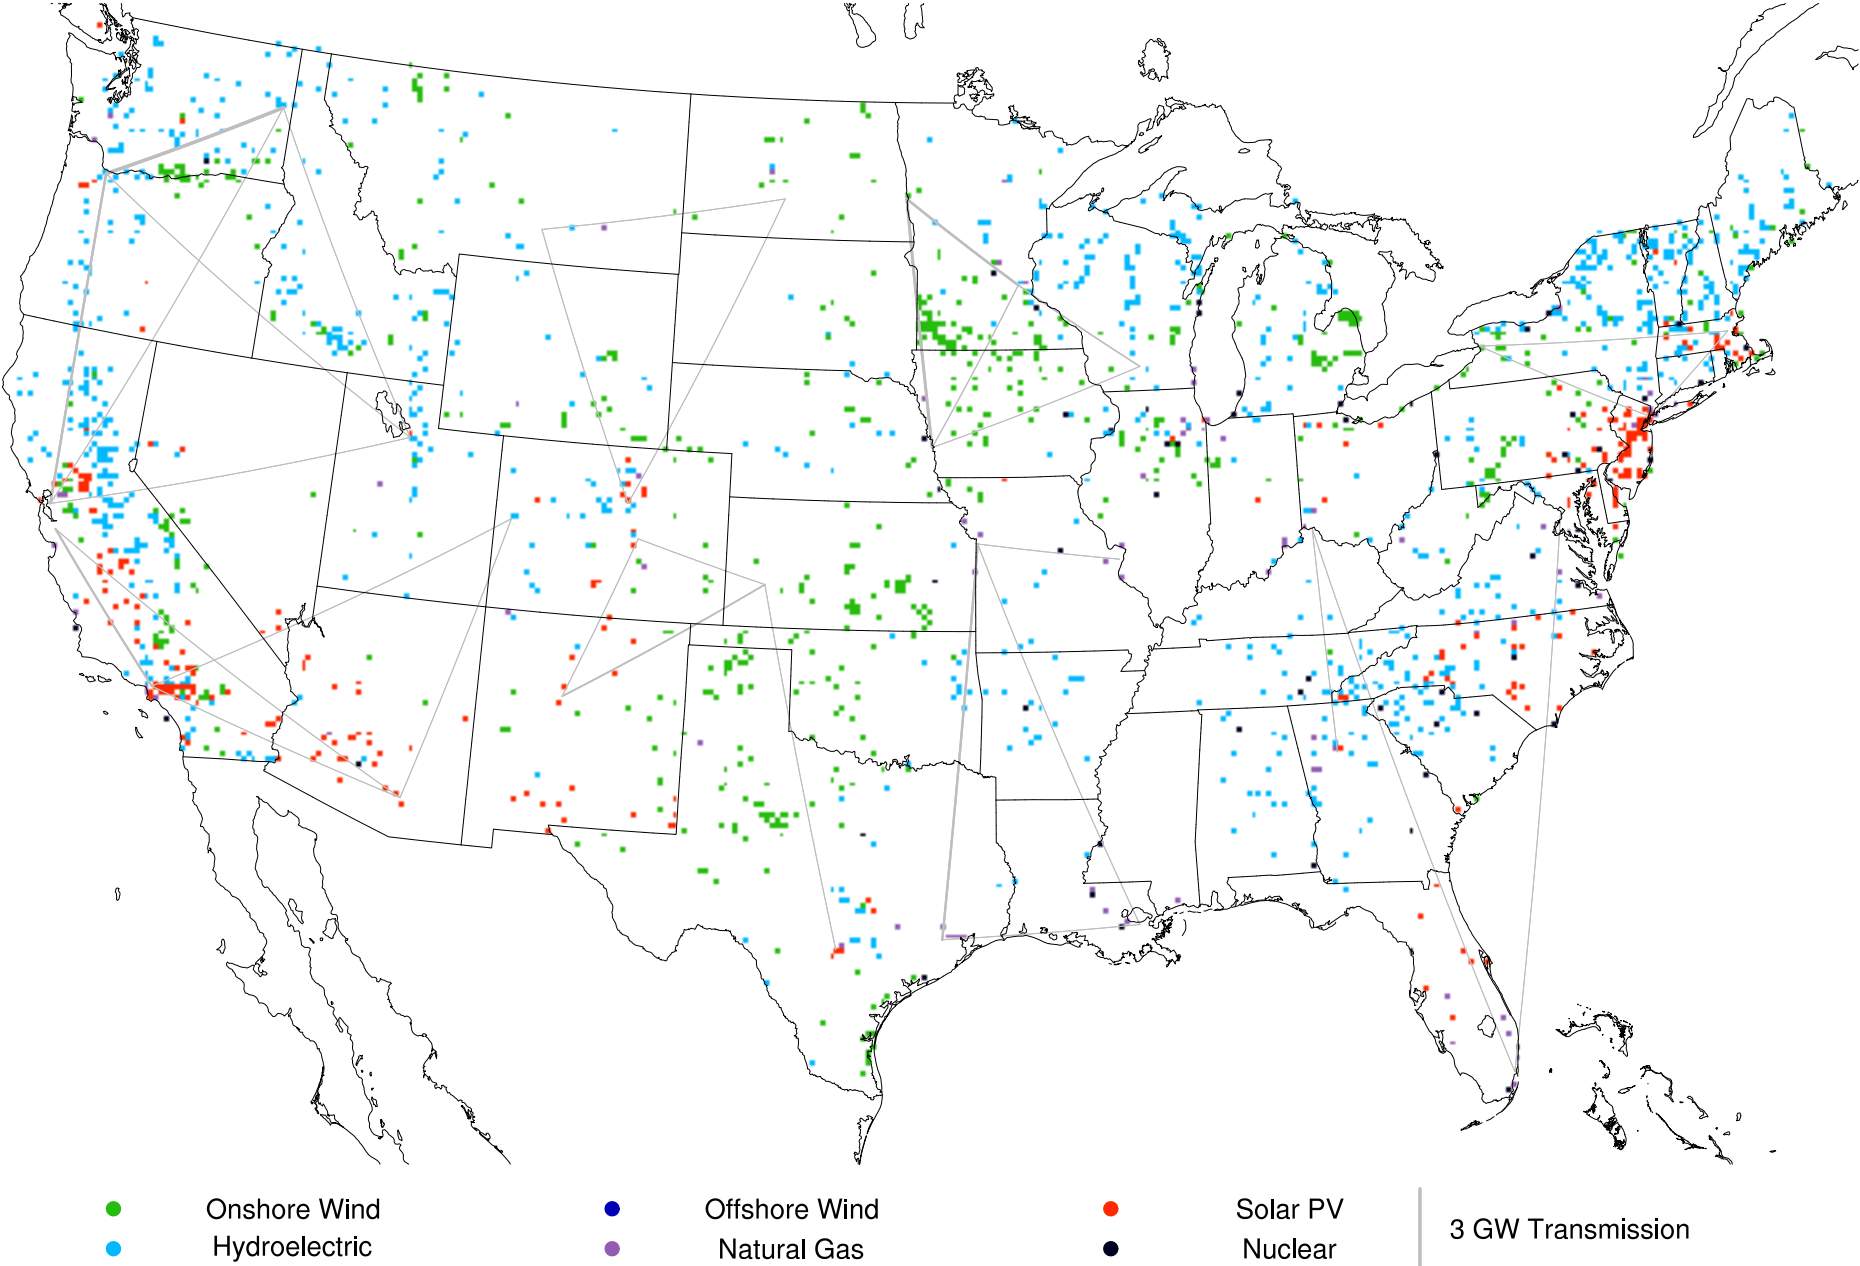 Onshore Wind
Offshore Wind
Solar PV
3 GW Transmission
Hydroelectric
Natural Gas
Nuclear